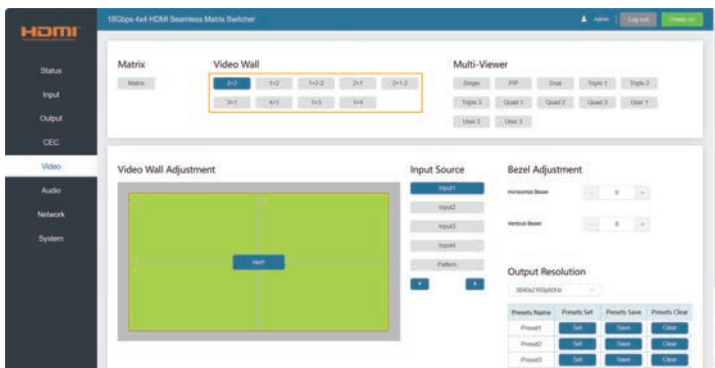 HDMI
18Gbps 4x4 HDMI Seamless Matrix Switcher
Admin
Log out
Power on
Status
Input
Output
CEC
Video
Audio
Network
System
Matrix
Matrix
Video Wall
2×2 1×2 1×2-2 2×1 2×1-2
3×1 4×1 1×3 1×4
Multi-Viewer
Single PIP Dual Triple 1 Triple 2
Triple 3 Quad 1 Quad 2 Quad 3 User 1
User 2 User 3
Video Wall Adjustment
Input1
Input Source
Input1
Input2
Input3
Input4
Pattern
Bezel Adjustment
Horizontal Bezel - 0 +
Vertical Bezel - 0 +
Output Resolution
3840x2160p60Hz
Presets Name Presets Set Presets Save Presets Clear
Preset1 Set Save Clear
Preset2 Set Save Clear
Preset3 Set Save Clear